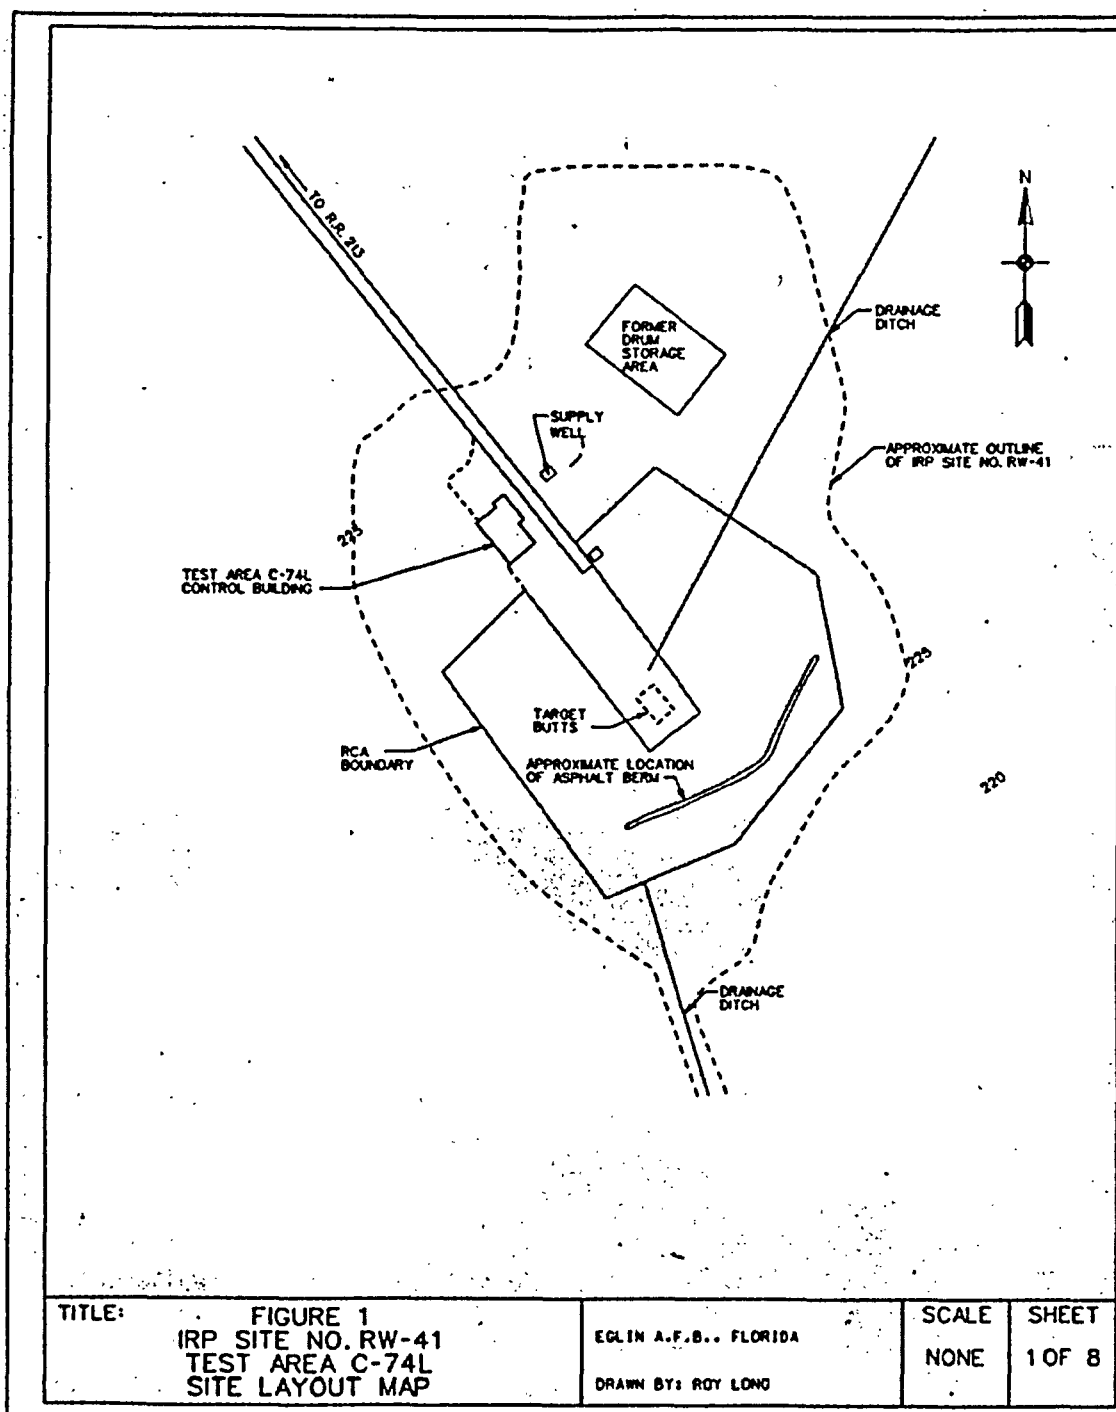 N
TO R.R. 213
DRAINAGE
DITCH
FORMER
DRUM
STORAGE
AREA
SUPPLY
WELL
APPROXIMATE OUTLINE
OF IRP SITE NO. RW-41
225
TEST AREA C-74L
CONTROL BUILDING
225
TARGET
BUTTS
RCA
BOUNDARY
APPROXIMATE LOCATION
OF ASPHALT BERM
220
DRAINAGE
DITCH
TITLE:
FIGURE 1
IRP SITE NO. RW-41
TEST AREA C-74L
SITE LAYOUT MAP
EGLIN A.F.B., FLORIDA
DRAWN BY: ROY LONG
SCALE
NONE
SHEET
1 OF 8